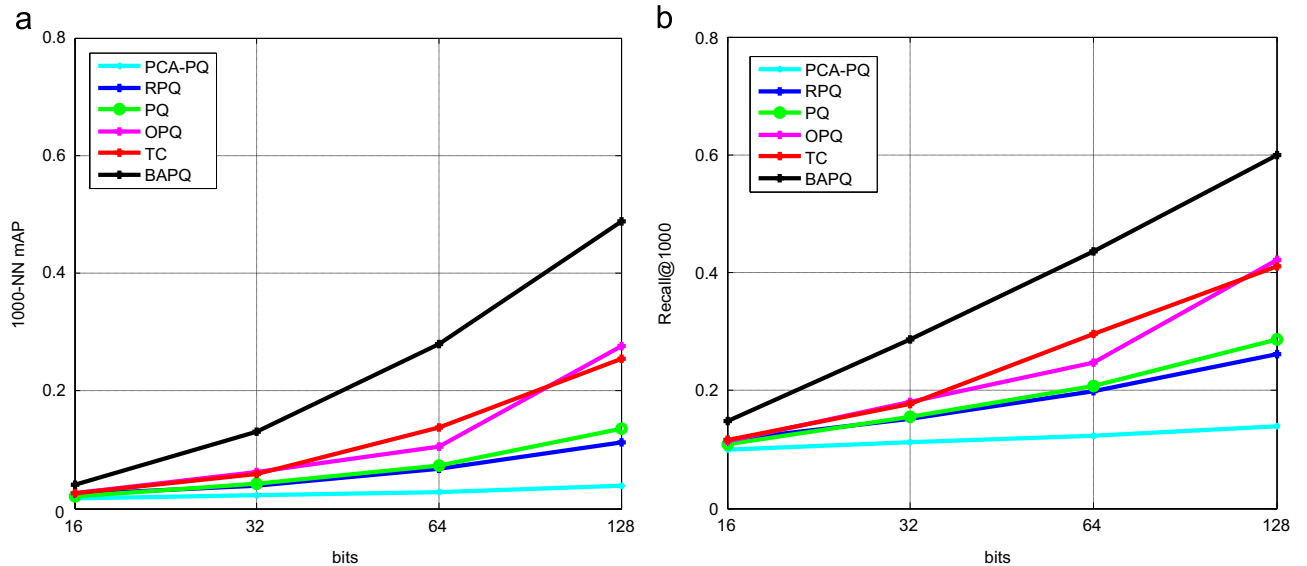 a
0.8
0.6
0.4
0.2
0
1000-NN mAP
PCA-PQ
RPQ
PQ
OPQ
TC
BAPQ
16
32
64
128
bits
b
0.8
0.6
0.4
0.2
0
Recall@1000
PCA-PQ
RPQ
PQ
OPQ
TC
BAPQ
16
32
64
128
bits